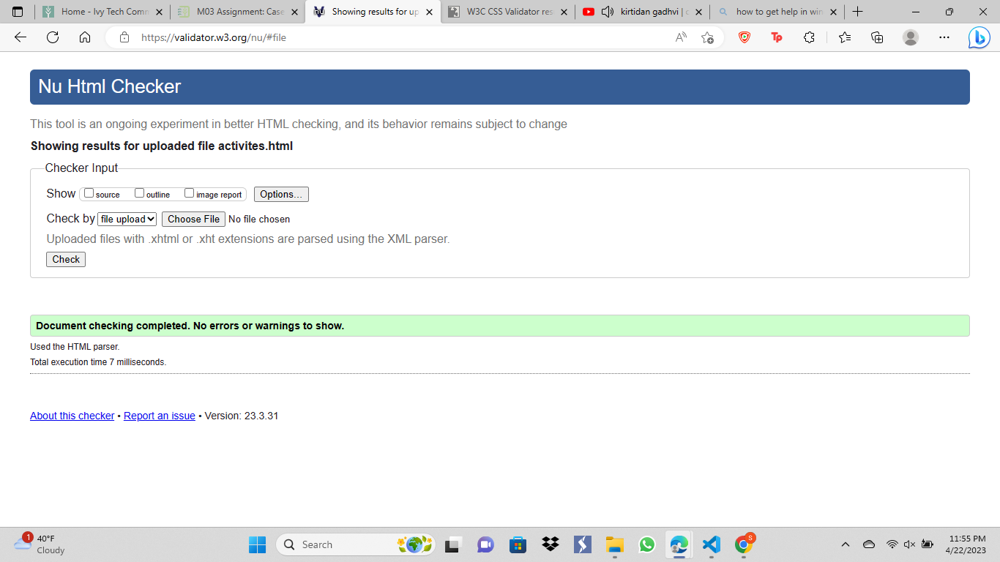 Home - Ivy Tech Comm
M03 Assignment: Case
Showing results for up
W3C CSS Validator res
kirtidan gadhvi |
how to get help in win
https://validator.w3.org/nu/#file
Nu Html Checker
This tool is an ongoing experiment in better HTML checking, and its behavior remains subject to change
Showing results for uploaded file activites.html
Checker Input
Show source outline image report Options...
Check by file upload Choose File No file chosen
Uploaded files with .xhtml or .xht extensions are parsed using the XML parser.
Check
Document checking completed. No errors or warnings to show.
Used the HTML parser.
Total execution time 7 milliseconds.
About this checker • Report an issue • Version: 23.3.31
1
40°F
Cloudy
Search
S
11:55 PM
4/22/2023